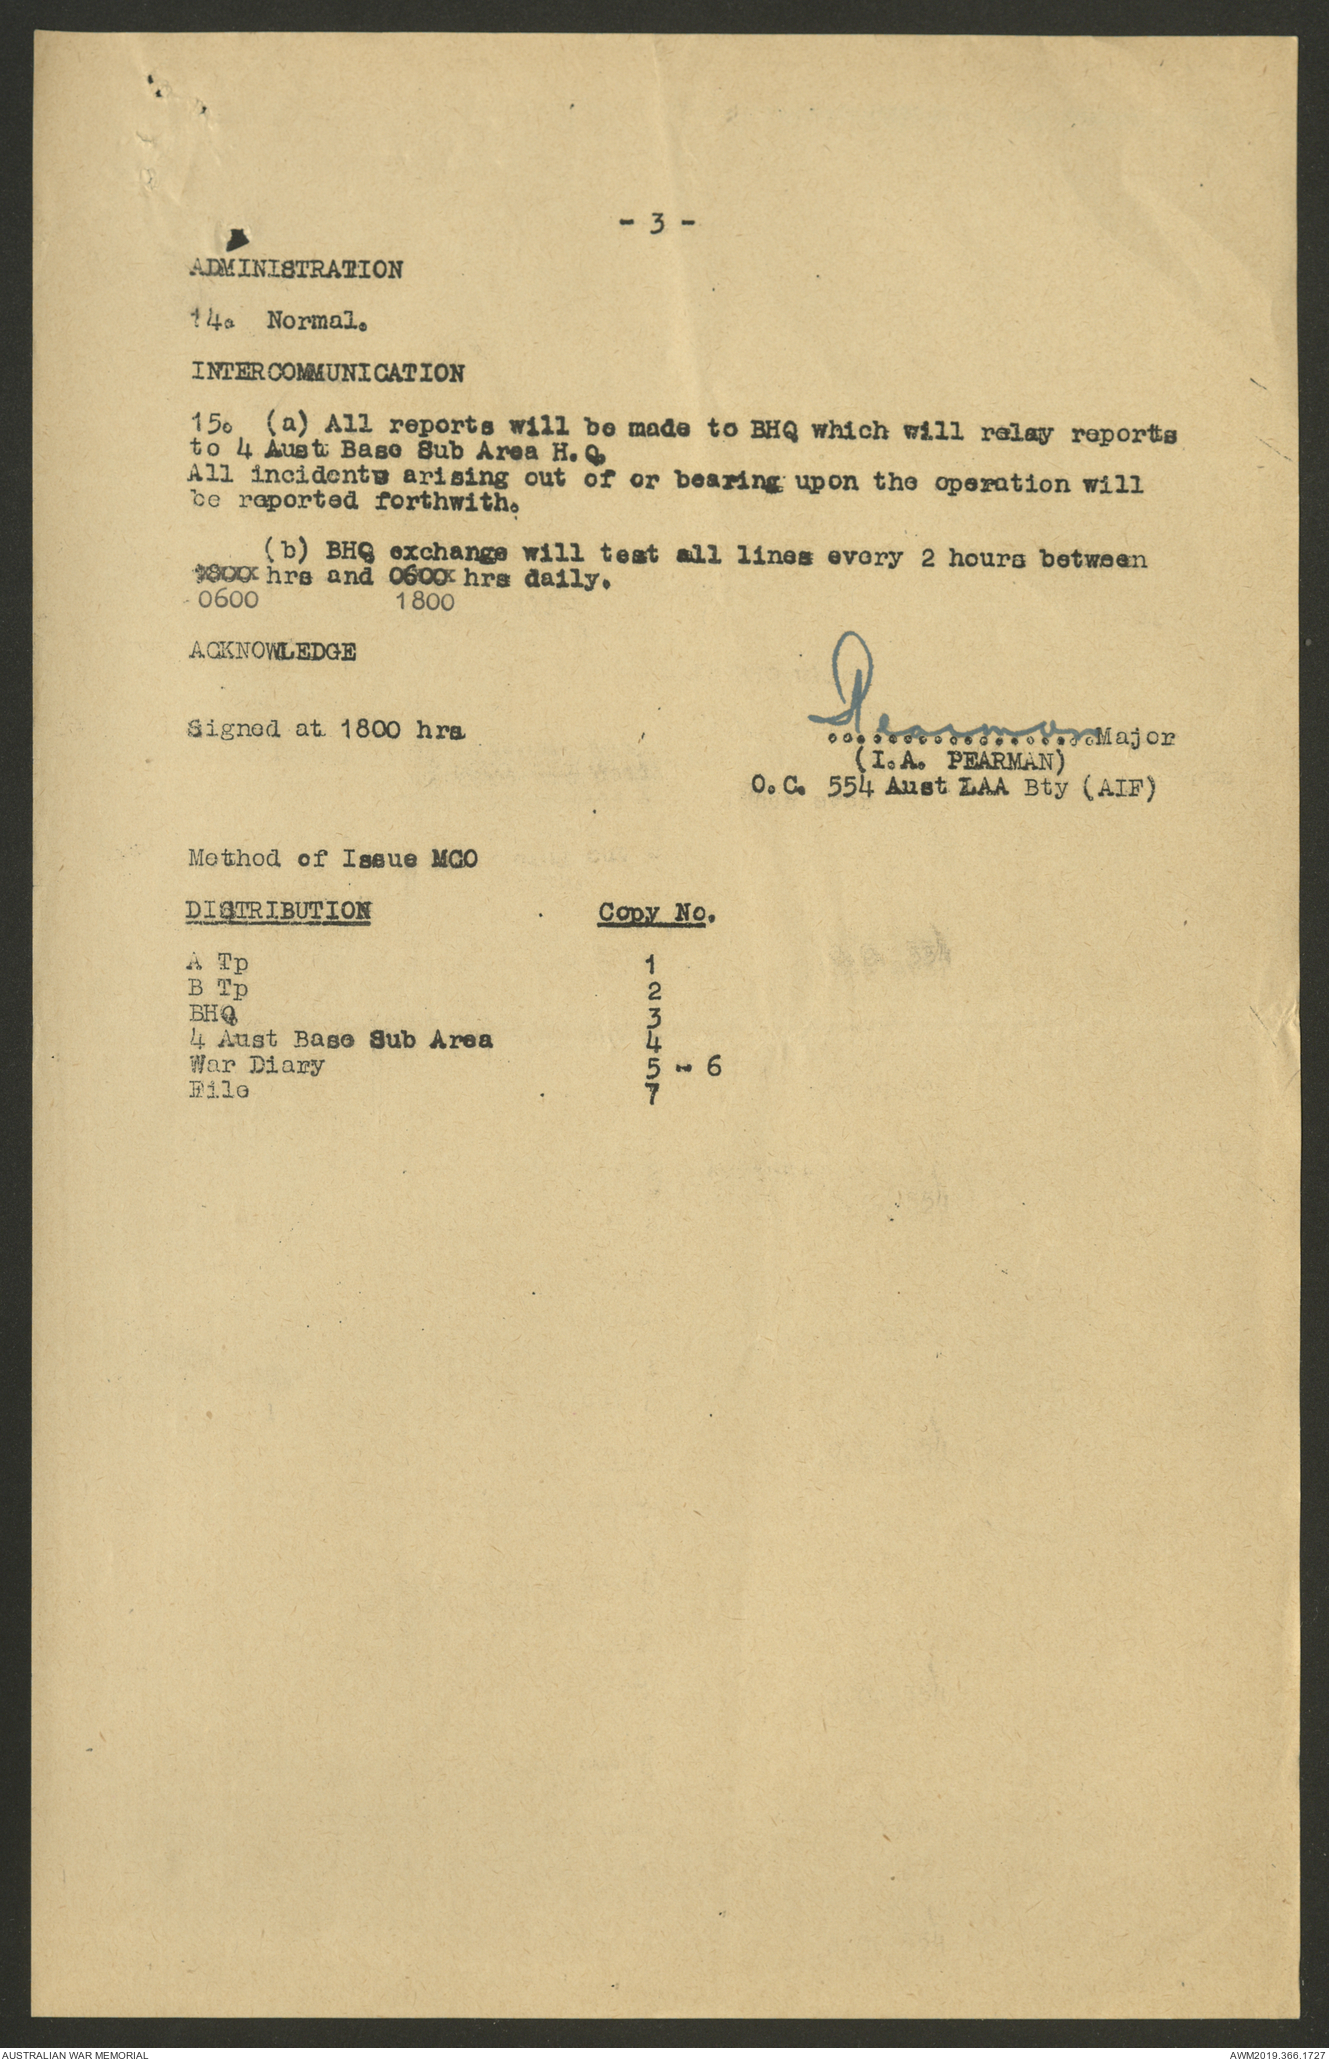 - 3 -
ADMINISTRATION
14. Normal.
INTERCOMMUNICATION
15. (a) All reports will be made to BHQ which will relay reports
to 4 Aust Base Sub Area H.Q.
All incidents arising out of or bearing upon the operation will
be reported forthwith.
(b) BHQ exchange will test all lines every 2 hours between
1800 hrs and 0600 hrs daily.
0600 1800
ACKNOWLEDGE
Signed at 1800 hrs
Pearman Major
(I.A. PEARMAN)
O.C. 554 Aust LAA Bty (AIF)
Method of Issue MCO
DISTRIBUTION Copy No.
A Tp 1
B Tp 2
BHQ 3
4 Aust Base Sub Area 4
War Diary 5 - 6
File 7
AUSTRALIAN WAR MEMORIAL AWM2019.366.1727